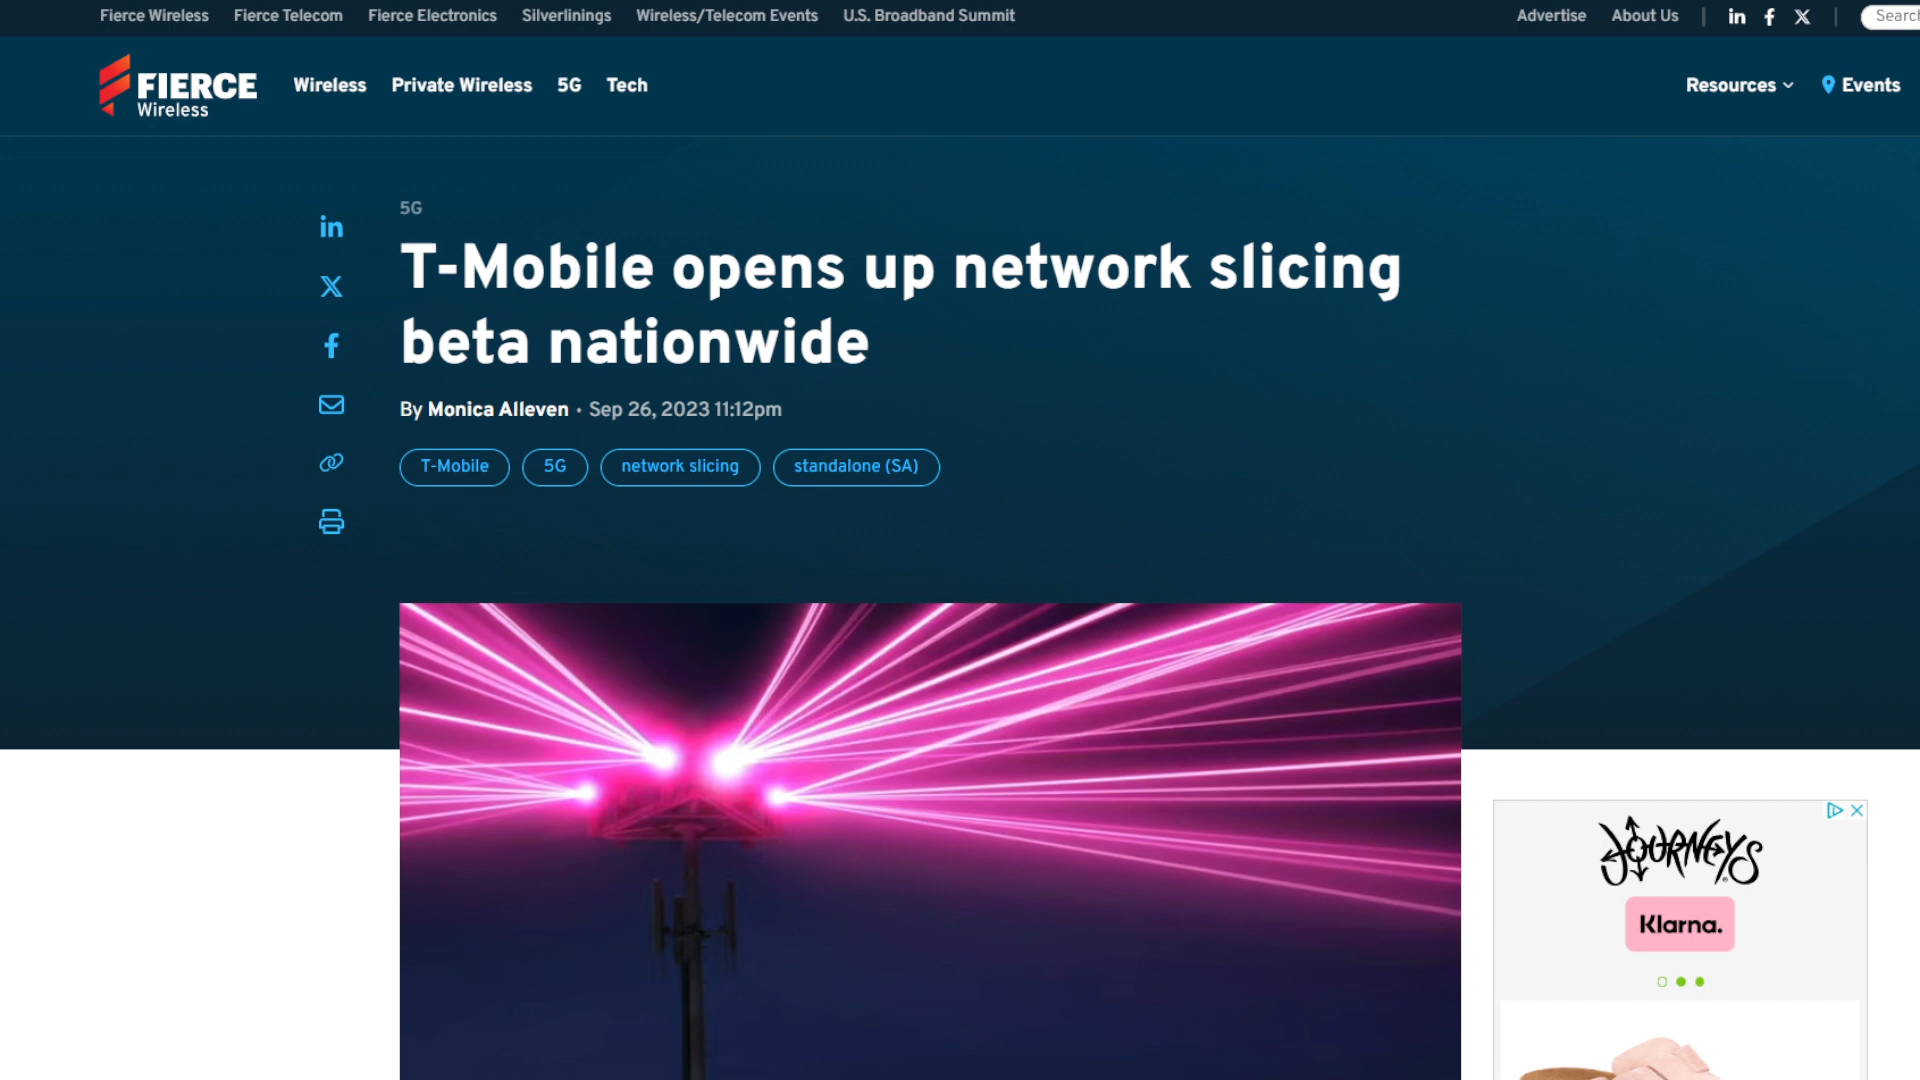 Fierce Wireless Fierce Telecom Fierce Electronics Silverlinings Wireless/Telecom Events U.S. Broadband Summit Advertise About Us Search
FIERCE
Wireless
Wireless Private Wireless 5G Tech Resources Events
5G
T-Mobile opens up network slicing
beta nationwide
By Monica Alleven • Sep 26, 2023 11:12pm
T-Mobile 5G network slicing standalone (SA)
JOURNEYS
Klarna.